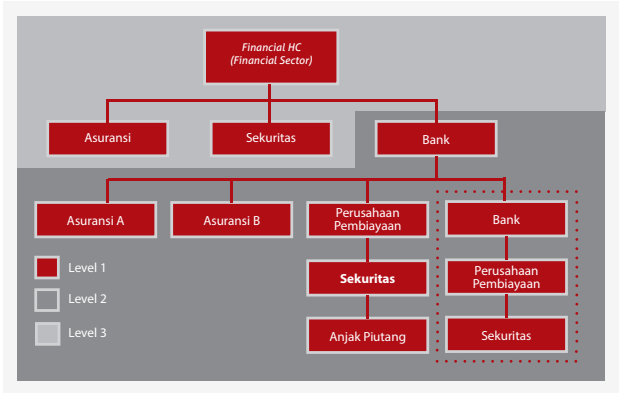 Financial HC
(Financial Sector)
Asuransi
Sekuritas
Bank
Asuransi A
Asuransi B
Perusahaan
Pembiayaan
Bank
Level 1
Level 2
Level 3
Sekuritas
Perusahaan
Pembiayaan
Anjak Piutang
Sekuritas